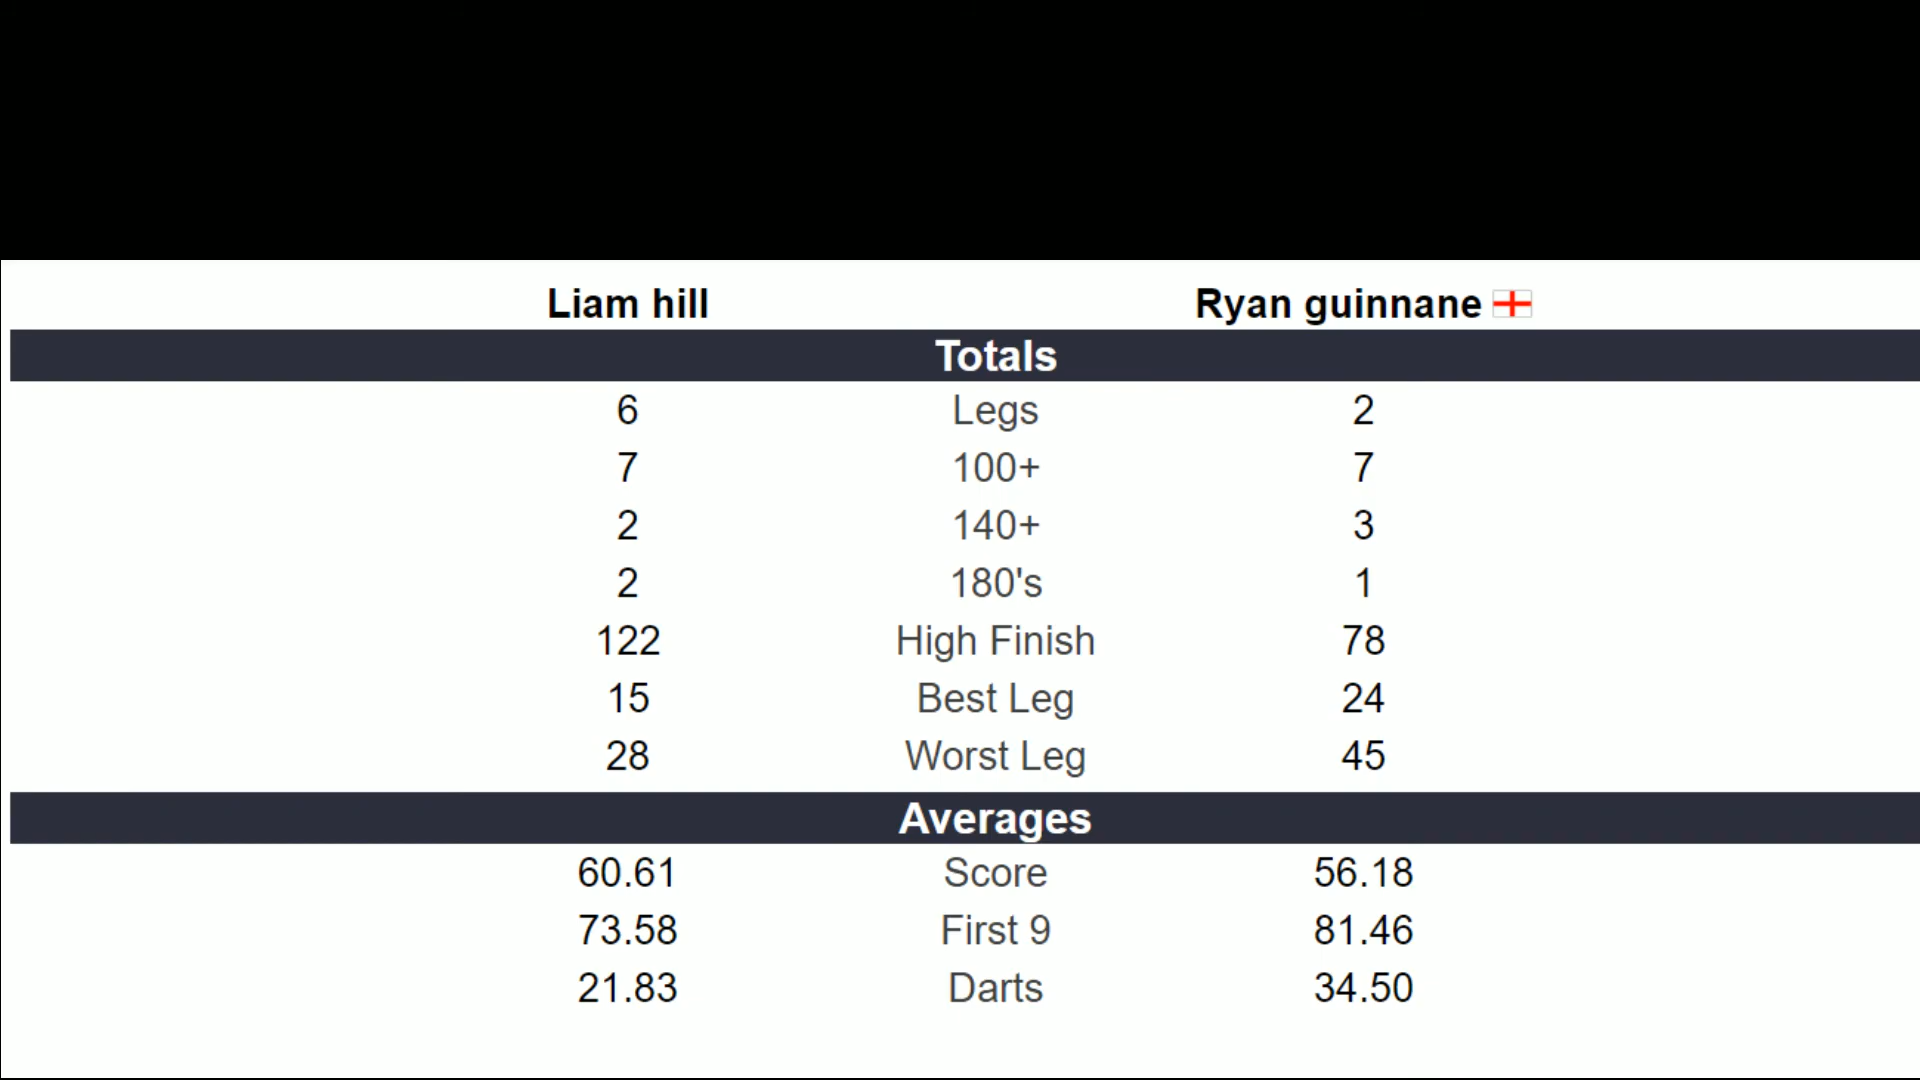 Liam hill Ryan guinnane
Totals
6 Legs 2
7 100+ 7
2 140+ 3
2 180's 1
122 High Finish 78
15 Best Leg 24
28 Worst Leg 45
Averages
60.61 Score 56.18
73.58 First 9 81.46
21.83 Darts 34.50